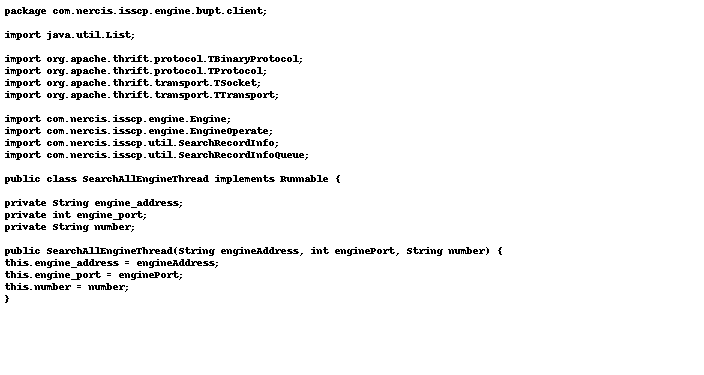 package com.nercis.isscp.engine.bupt.client;
import java.util.List;
import org.apache.thrift.protocol.TBinaryProtocol;
import org.apache.thrift.protocol.TProtocol;
import org.apache.thrift.transport.TSocket;
import org.apache.thrift.transport.TTransport;
import com.nercis.isscp.engine.Engine;
import com.nercis.isscp.engine.EngineOperate;
import com.nercis.isscp.util.SearchRecordInfo;
import com.nercis.isscp.util.SearchRecordInfoQueue;
public class SearchAllEngineThread implements Runnable {
private String engine_address;
private int engine_port;
private String number;
public SearchAllEngineThread(String engineAddress, int enginePort, String number) {
this.engine_address = engineAddress;
this.engine_port = enginePort;
this.number = number;
}